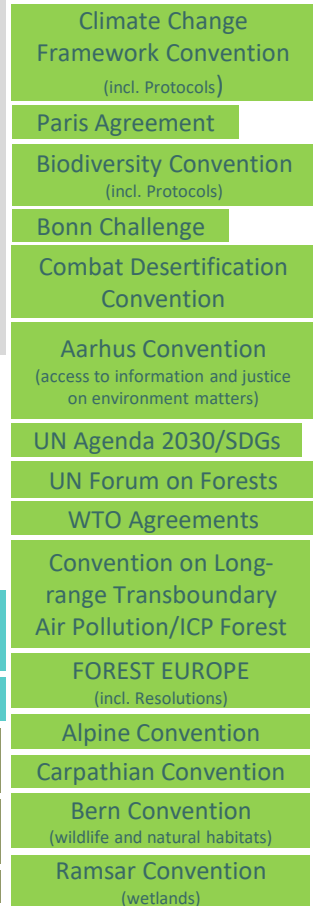 Climate Change
Framework Convention
(incl. Protocols)
Paris Agreement
Biodiversity Convention
(incl. Protocols)
Bonn Challenge
Combat Desertification
Convention
Aarhus Convention
(access to information and justice
on environment matters)
UN Agenda 2030/SDGs
UN Forum on Forests
WTO Agreements
Convention on Long-
range Transboundary
Air Pollution/ICP Forest
FOREST EUROPE
(incl. Resolutions)
Alpine Convention
Carpathian Convention
Bern Convention
(wildlife and natural habitats)
Ramsar Convention
(wetlands)